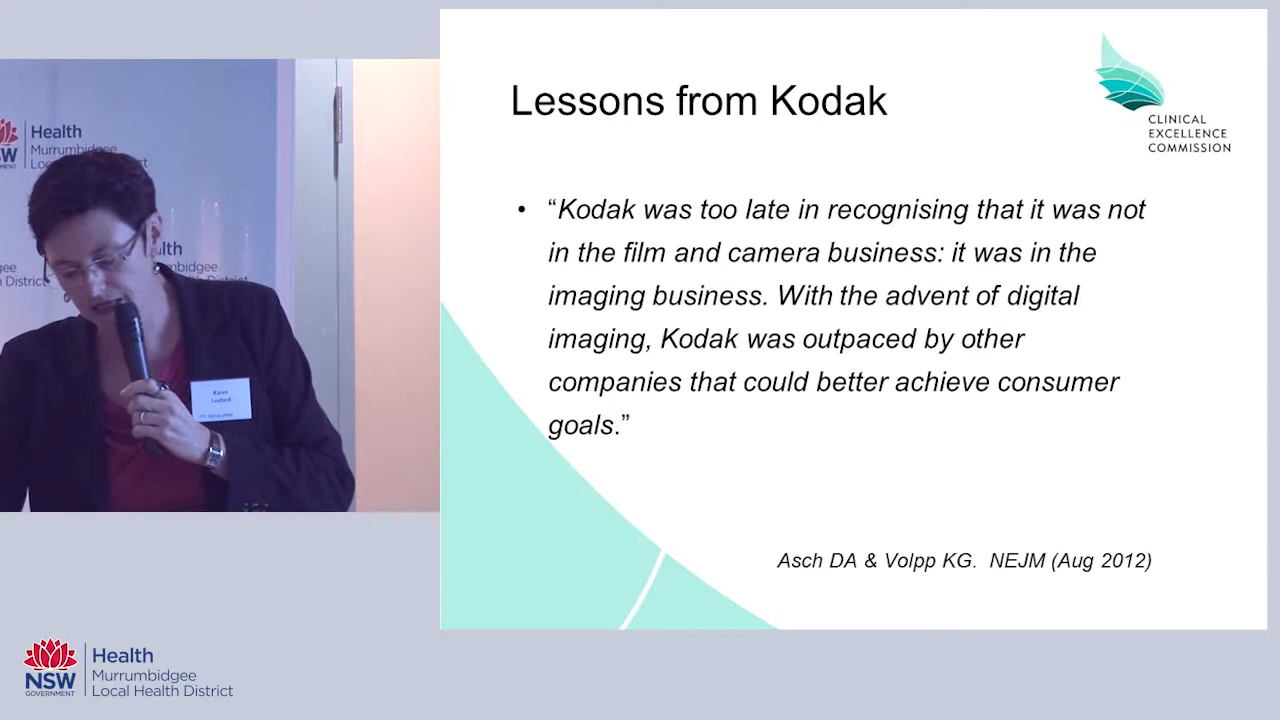 Lessons from Kodak
CLINICAL
EXCELLENCE
COMMISSION
• “Kodak was too late in recognising that it was not
in the film and camera business: it was in the
imaging business. With the advent of digital
imaging, Kodak was outpaced by other
companies that could better achieve consumer
goals.”
Asch DA & Volpp KG. NEJM (Aug 2012)
Health
Murrumbidgee
Karen
Luxford
NSW
GOVERNMENT
Health
Murrumbidgee
Local Health District